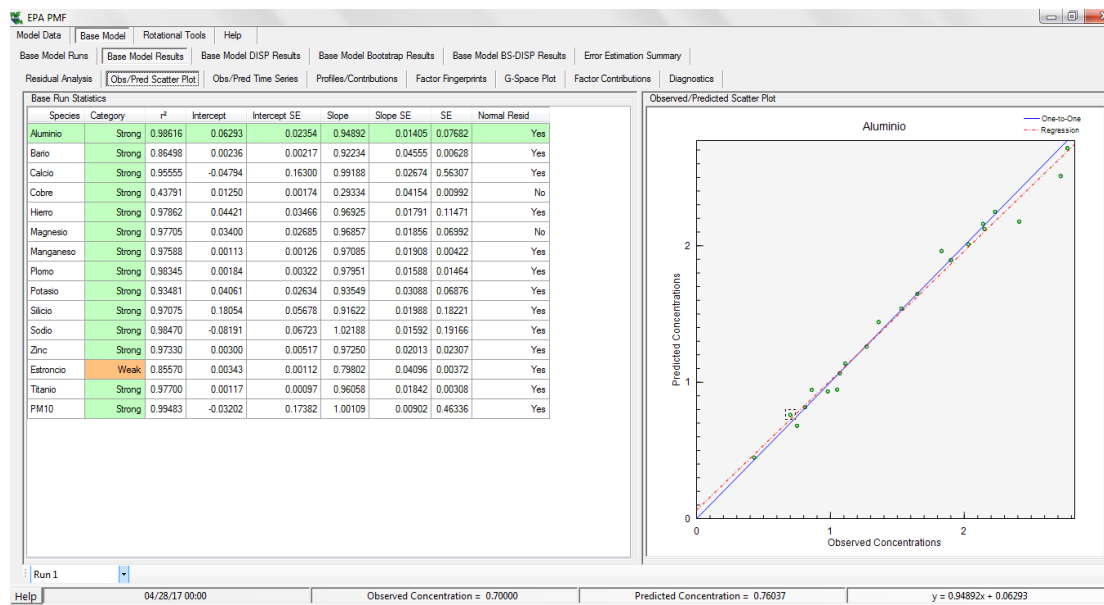 EPA PMF
Model Data Base Model Rotational Tools Help
Base Model Runs Base Model Results Base Model DISP Results Base Model Bootstrap Results Base Model BS-DISP Results Error Estimation Summary
Residual Analysis Obs/Pred Scatter Plot Obs/Pred Time Series Profiles/Contributions Factor Fingerprints G-Space Plot Factor Contributions Diagnostics
Base Run Statistics
Species Category r² Intercept Intercept SE Slope Slope SE SE Normal Resid
Aluminio Strong 0.98616 0.06293 0.02354 0.94892 0.01405 0.07682 Yes
Bario Strong 0.86498 0.00236 0.00217 0.92234 0.04555 0.00628 Yes
Calcio Strong 0.95555 -0.04794 0.16300 0.99188 0.02674 0.56307 Yes
Cobre Strong 0.43791 0.01250 0.00174 0.29334 0.04154 0.00992 No
Hierro Strong 0.97862 0.04421 0.03466 0.96925 0.01791 0.11471 Yes
Magnesio Strong 0.97705 0.03400 0.02685 0.96857 0.01856 0.06992 No
Manganeso Strong 0.97588 0.00113 0.00126 0.97085 0.01908 0.00422 Yes
Plomo Strong 0.98345 0.00184 0.00322 0.97951 0.01588 0.01464 Yes
Potasio Strong 0.93481 0.04061 0.02634 0.93549 0.03088 0.06876 Yes
Silicio Strong 0.97075 0.18054 0.05678 0.91622 0.01988 0.18221 Yes
Sodio Strong 0.98470 -0.08191 0.06723 1.02188 0.01592 0.19166 Yes
Zinc Strong 0.97330 0.00300 0.00517 0.97250 0.02013 0.02307 Yes
Estroncio Weak 0.85570 0.00343 0.00112 0.79802 0.04096 0.00372 Yes
Titanio Strong 0.97700 0.00117 0.00097 0.96058 0.01842 0.00308 Yes
PM10 Strong 0.99483 -0.03202 0.17382 1.00109 0.00902 0.46336 Yes
Observed/Predicted Scatter Plot
Aluminio
One-to-One
Regression
Predicted Concentrations
2
1
0
0 1 2
Observed Concentrations
Run 1
Help 04/28/17 00:00 Observed Concentration = 0.70000 Predicted Concentration = 0.76037 y = 0.94892x + 0.06293